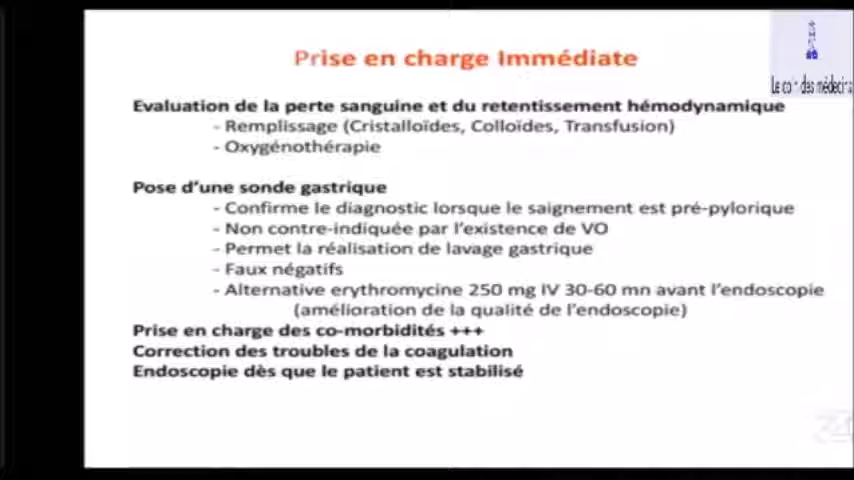 Prise en charge Immédiate
Le coin des médecins
Evaluation de la perte sanguine et du retentissement hémodynamique
- Remplissage (Cristalloïdes, Colloïdes, Transfusion)
- Oxygénothérapie
Pose d'une sonde gastrique
- Confirme le diagnostic lorsque le saignement est pré-pylorique
- Non contre-indiquée par l'existence de VO
- Permet la réalisation de lavage gastrique
- Faux négatifs
- Alternative erythromycine 250 mg IV 30-60 mn avant l'endoscopie
(amélioration de la qualité de l'endoscopie)
Prise en charge des co-morbidités +++
Correction des troubles de la coagulation
Endoscopie dès que le patient est stabilisé